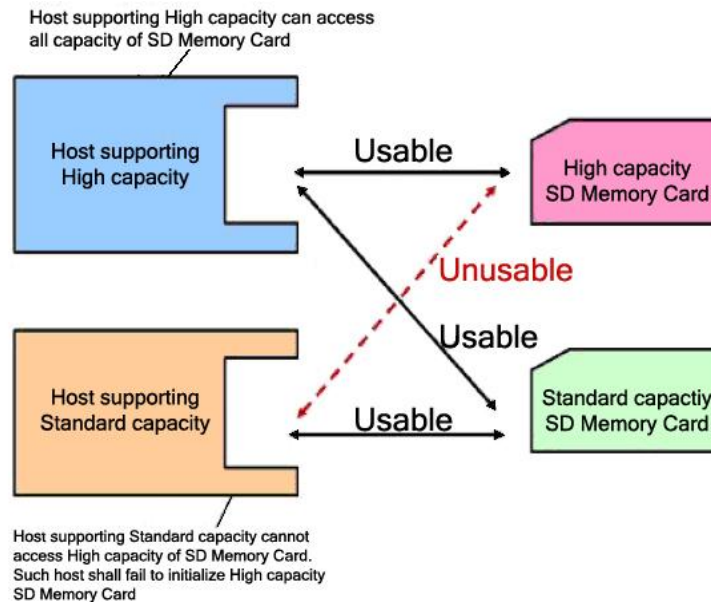 Host supporting High capacity can access
all capacity of SD Memory Card
Host supporting
High capacity
Usable
High capacity
SD Memory Card
Unusable
Usable
Host supporting
Standard capacity
Usable
Standard capactiy
SD Memory Card
Host supporting Standard capacity cannot
access High capacity of SD Memory Card.
Such host shall fail to initialize High capacity
SD Memory Card